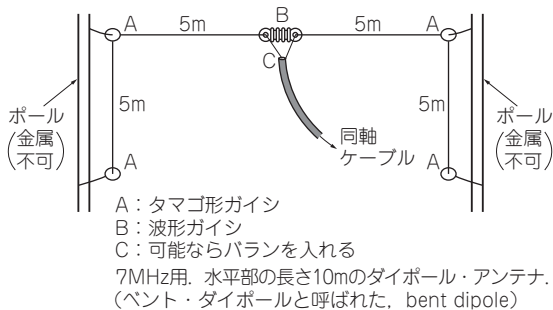 A 5m B 5m A
C
5m 5m
ポール ポール
(金属不可) (金属不可)
A A
同軸
ケーブル
A：タマゴ形ガイシ
B：波形ガイシ
C：可能ならバランを入れる
7MHz用．水平部の長さ10mのダイポール・アンテナ．
（ベント・ダイポールと呼ばれた，bent dipole）